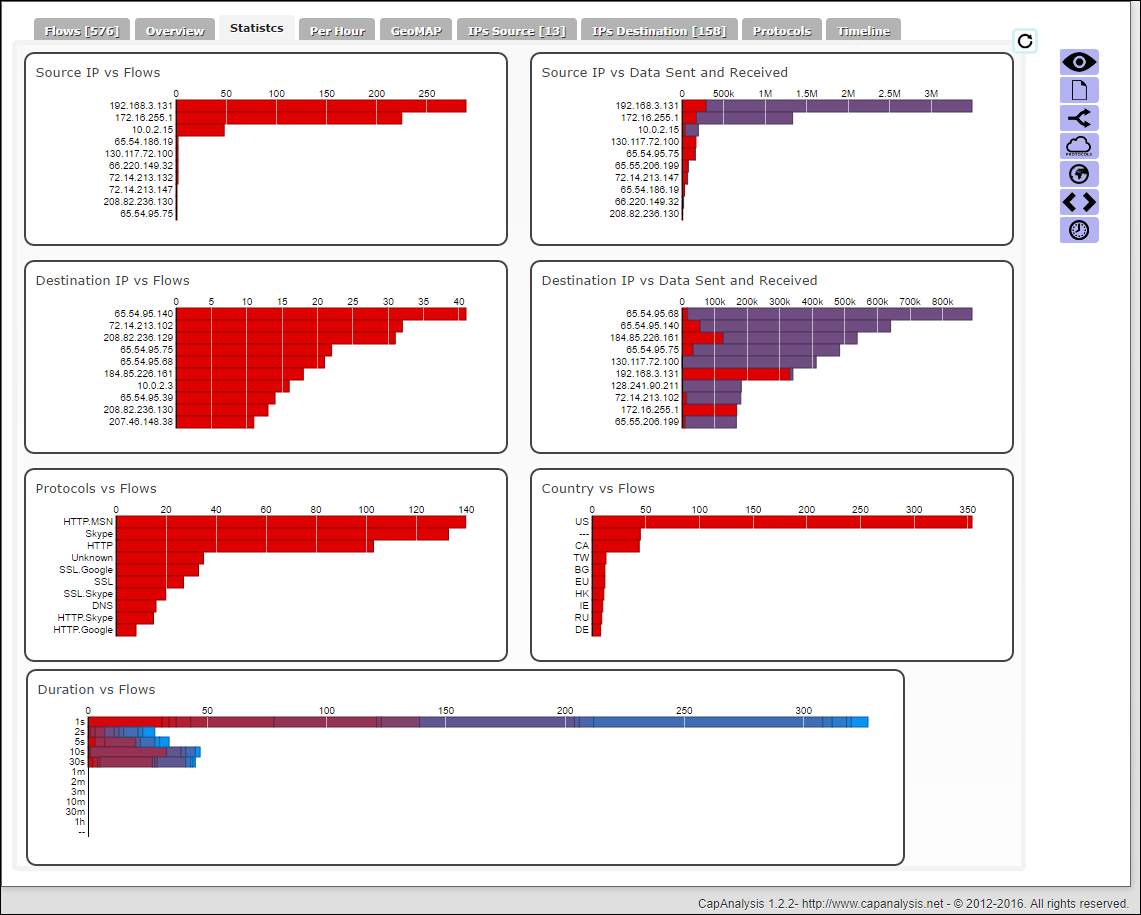 Flows [576] Overview Statistcs Per Hour GeoMAP IPs Source [13] IPs Destination [158] Protocols Timeline
Source IP vs Flows
0 50 100 150 200 250
192.168.3.131
172.16.255.1
10.0.2.15
65.54.186.19
130.117.72.100
66.220.149.32
72.14.213.132
72.14.213.147
208.82.236.130
65.54.95.75
Source IP vs Data Sent and Received
0 500k 1M 1.5M 2M 2.5M 3M
192.168.3.131
172.16.255.1
10.0.2.15
130.117.72.100
65.54.95.75
65.55.206.199
72.14.213.147
65.54.186.19
66.220.149.32
208.82.236.130
PROTOCOLS
Destination IP vs Flows
0 5 10 15 20 25 30 35 40
65.54.95.140
72.14.213.102
208.82.236.129
65.54.95.75
65.54.95.68
184.85.226.161
10.0.2.3
65.54.95.39
208.82.236.130
207.46.148.38
Destination IP vs Data Sent and Received
0 100k 200k 300k 400k 500k 600k 700k 800k
65.54.95.68
65.54.95.140
184.85.226.161
65.54.95.75
130.117.72.100
192.168.3.131
128.241.90.211
72.14.213.102
172.16.255.1
65.55.206.199
Protocols vs Flows
0 20 40 60 80 100 120 140
HTTP.MSN
Skype
HTTP
Unknown
SSL.Google
SSL
SSL.Skype
DNS
HTTP.Skype
HTTP.Google
Country vs Flows
0 50 100 150 200 250 300 350
US
---
CA
TW
BG
EU
HK
IE
RU
DE
Duration vs Flows
0 50 100 150 200 250 300
1s
2s
5s
10s
30s
1m
2m
3m
10m
30m
1h
--
CapAnalysis 1.2.2- http://www.capanalysis.net - © 2012-2016. All rights reserved.